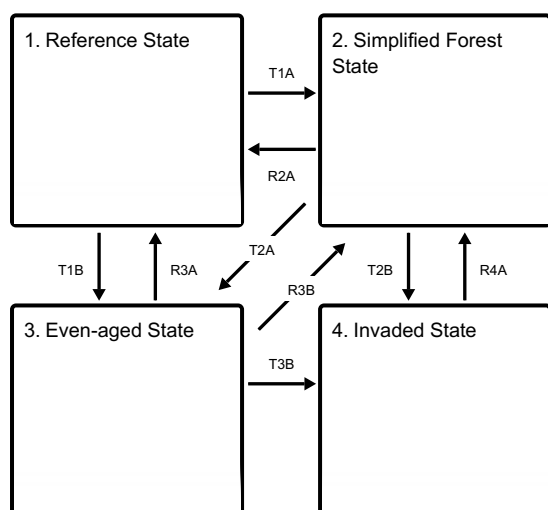 1. Reference State
2. Simplified Forest
State
T1A
R2A
T1B
R3A
T2A
R3B
T2B
R4A
3. Even-aged State
4. Invaded State
T3B